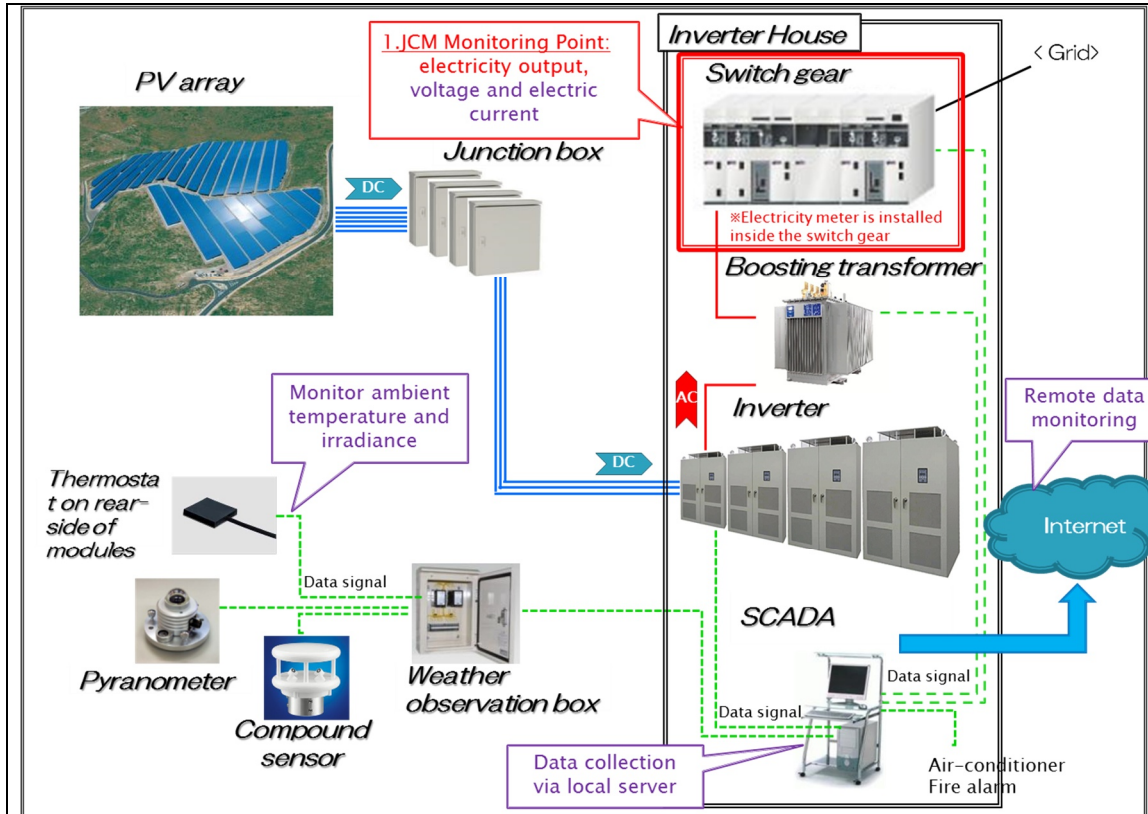 1.JCM Monitoring Point:
electricity output,
voltage and electric
current
Inverter House
Switch gear
< Grid>
※Electricity meter is installed
inside the switch gear
PV array
DC
Junction box
Boosting transformer
AC
Inverter
DC
Monitor ambient
temperature and
irradiance
Remote data
monitoring
Internet
Thermosta
t on rear-
side of
modules
Data signal
Pyranometer
Compound
sensor
Weather
observation box
SCADA
Data signal
Data signal
Data collection
via local server
Air-conditioner
Fire alarm